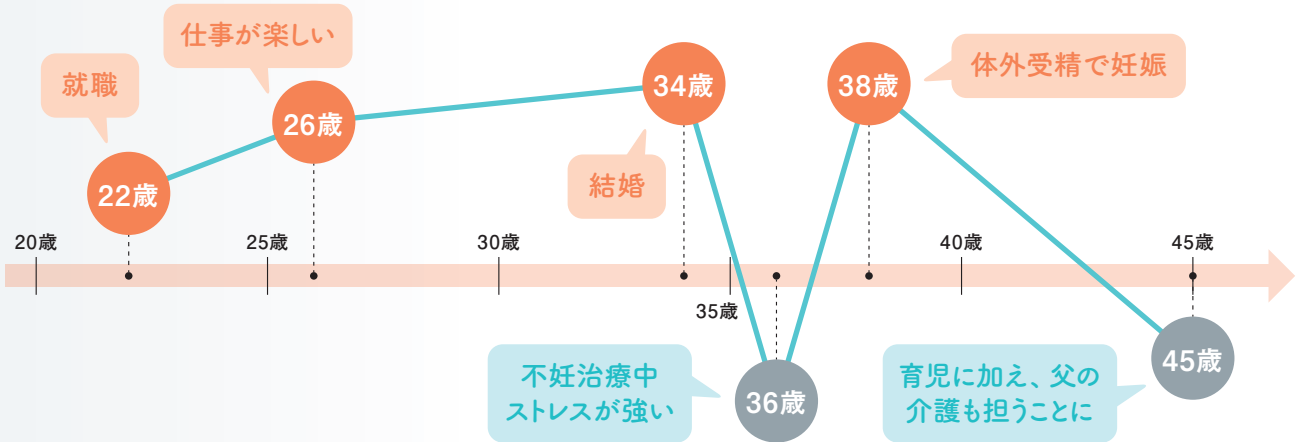 仕事が楽しい
就職
26歳
22歳
34歳
結婚
38歳
体外受精で妊娠
20歳
25歳
30歳
35歳
40歳
45歳
不妊治療中
ストレスが強い
36歳
育児に加え、父の
介護も担うことに
45歳